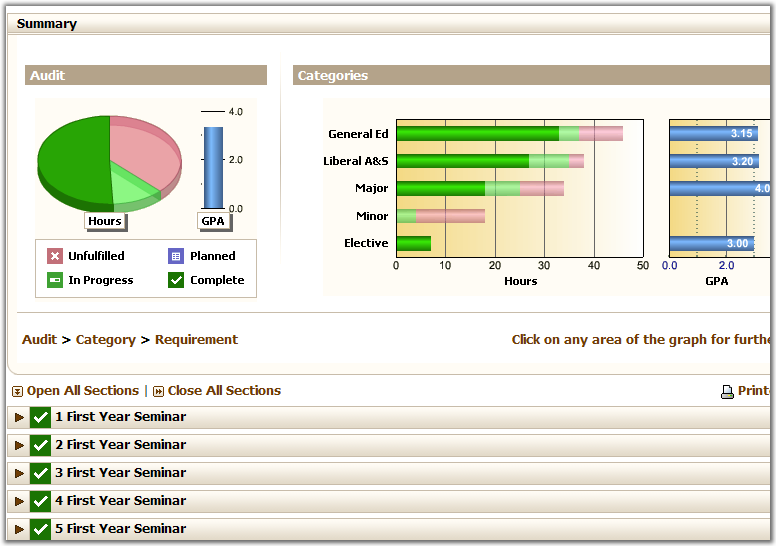 Summary
Audit
4.0
2.0
0.0
Hours
GPA
Unfulfilled
Planned
In Progress
Complete
Categories
General Ed
Liberal A&S
Major
Minor
Elective
0 10 20 30 40 50
Hours
3.15
3.20
4.0
3.00
0.0 2.0
GPA
Audit > Category > Requirement
Click on any area of the graph for furthe
Open All Sections | Close All Sections
Print
1 First Year Seminar
2 First Year Seminar
3 First Year Seminar
4 First Year Seminar
5 First Year Seminar